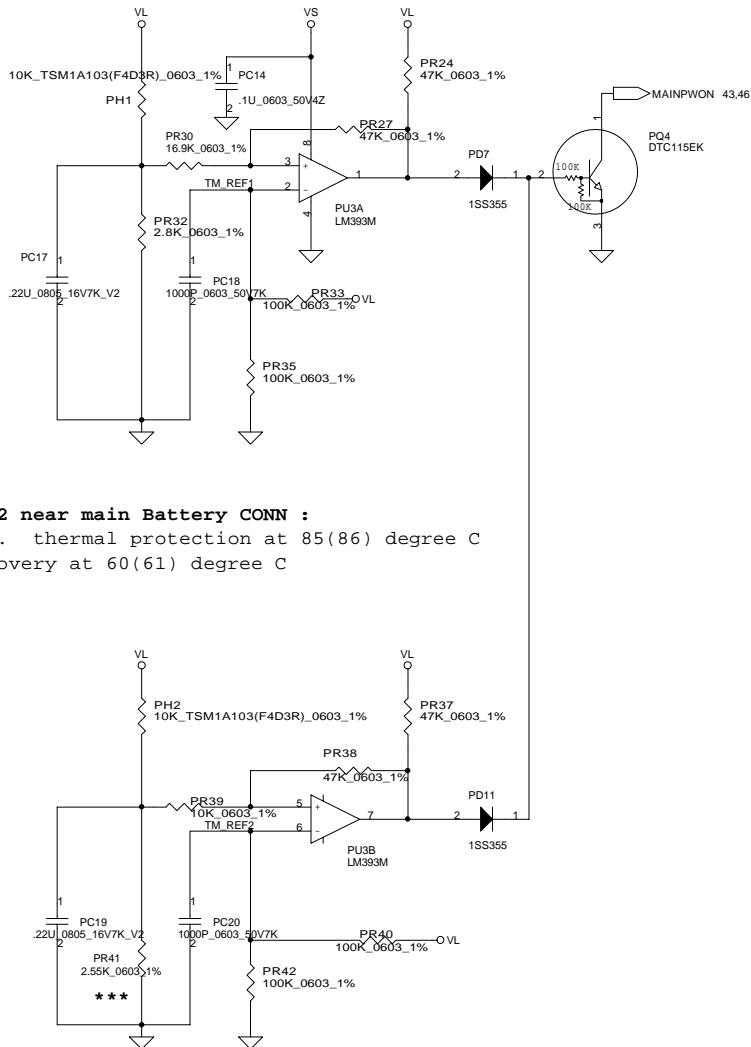 VL
VS
VL
10K_TSM1A103(F4D3R)_0603_1%
PH1
1
PC14
2
.1U_0603_50V4Z
PR24
47K_0603_1%
MAINPWON 43,46
PR30
16.9K_0603_1%
PR27
47K_0603_1%
8
3
+
2
-
1
4
TM_REF1
PU3A
LM393M
PD7
2
1
1SS355
2
100K
100K
1
3
PQ4
DTC115EK
PR32
2.8K_0603_1%
PC17
1
.22U_0805_16V7K_V2
2
1
PC18
1000P_0603_50V7K
2
PR33
100K_0603_1%
VL
PR35
100K_0603_1%
2 near main Battery CONN :
. thermal protection at 85(86) degree C
overy at 60(61) degree C
VL
VL
PH2
10K_TSM1A103(F4D3R)_0603_1%
PR37
47K_0603_1%
PR38
47K_0603_1%
PR39
10K_0603_1%
TM_REF2
5
+
6
-
7
PU3B
LM393M
PD11
2
1
1SS355
1
PC19
.22U_0805_16V7K_V2
2
1
PC20
1000P_0603_50V7K
2
PR41
2.55K_0603_1%
***
PR40
100K_0603_1%
VL
PR42
100K_0603_1%